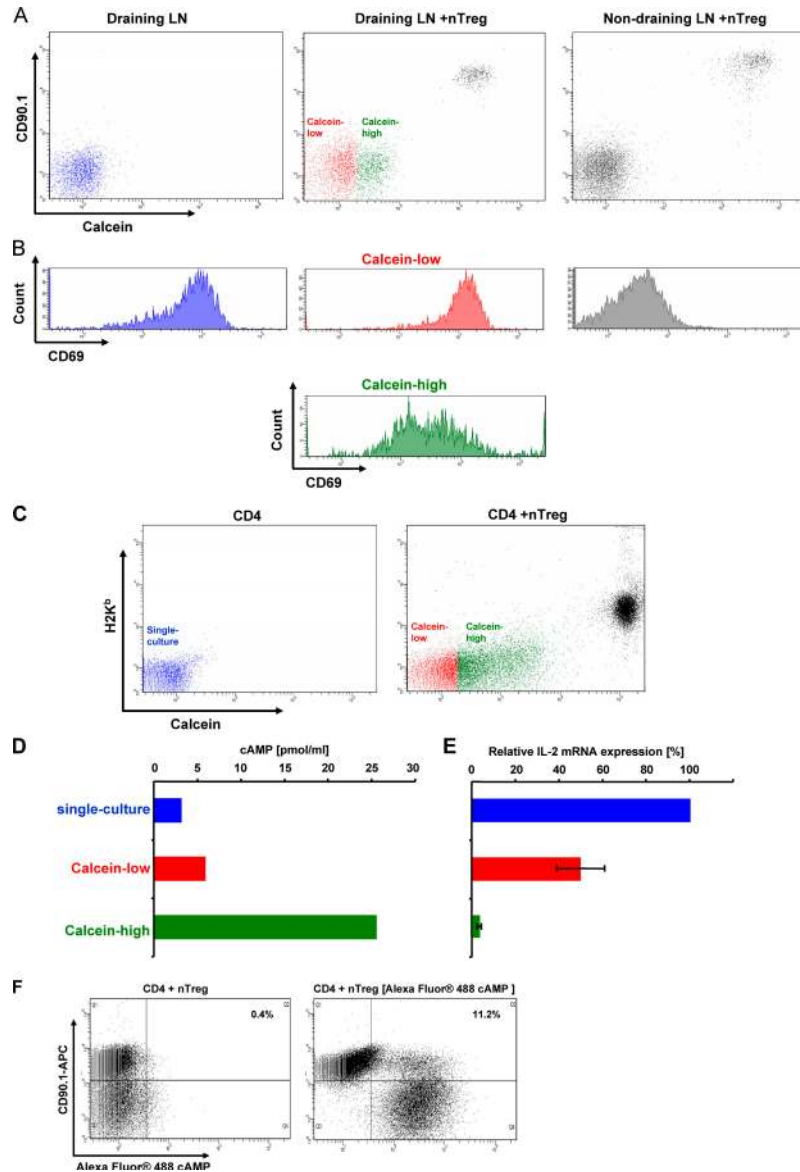 A
Draining LN
Draining LN +nTreg
Non-draining LN +nTreg
CD90.1
Calcein-
low
Calcein-
high
Calcein
B
Calcein-low
Count
CD69
Calcein-high
Count
CD69
C
CD4
CD4 +nTreg
H2Kᵇ
Single-
culture
Calcein-
low
Calcein-
high
Calcein
D
cAMP [pmol/ml]
0 5 10 15 20 25 30
E
Relative IL-2 mRNA expression [%]
0 20 40 60 80 100
single-culture
Calcein-low
Calcein-high
F
CD4 + nTreg
CD4 + nTreg [Alexa Fluor® 488 cAMP ]
0.4%
11.2%
CD90.1-APC
Alexa Fluor® 488 cAMP